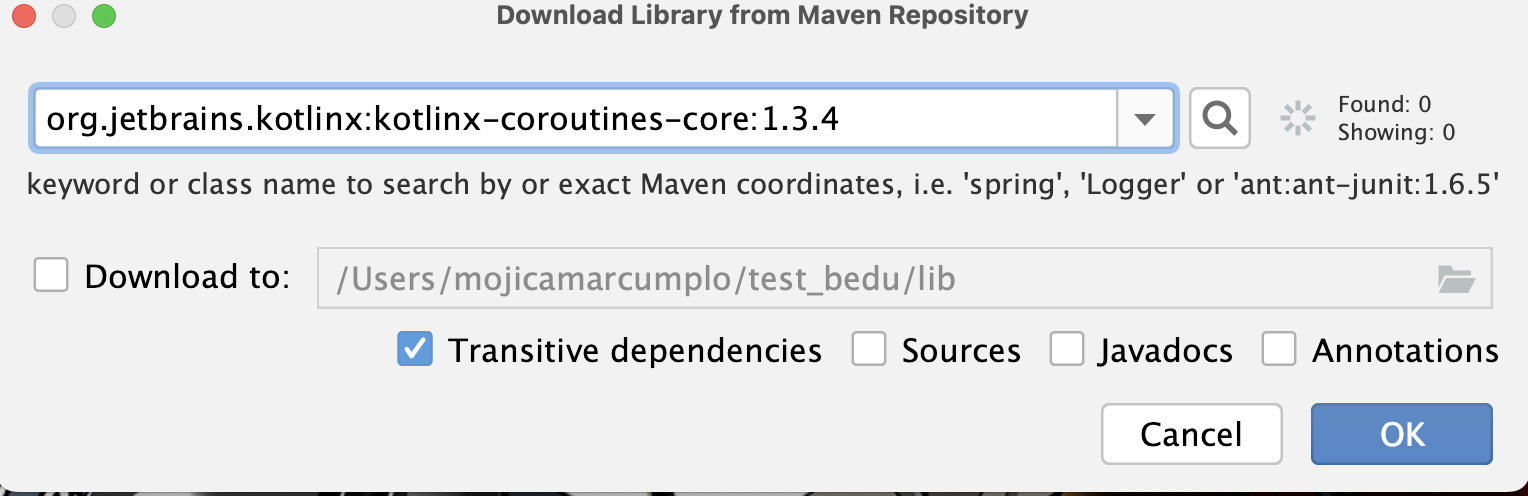 Download Library from Maven Repository
org.jetbrains.kotlinx:kotlinx-coroutines-core:1.3.4
Found: 0
Showing: 0
keyword or class name to search by or exact Maven coordinates, i.e. 'spring', 'Logger' or 'ant:ant-junit:1.6.5'
Download to: /Users/mojicamarcumplo/test_bedu/lib
Transitive dependencies Sources Javadocs Annotations
Cancel OK